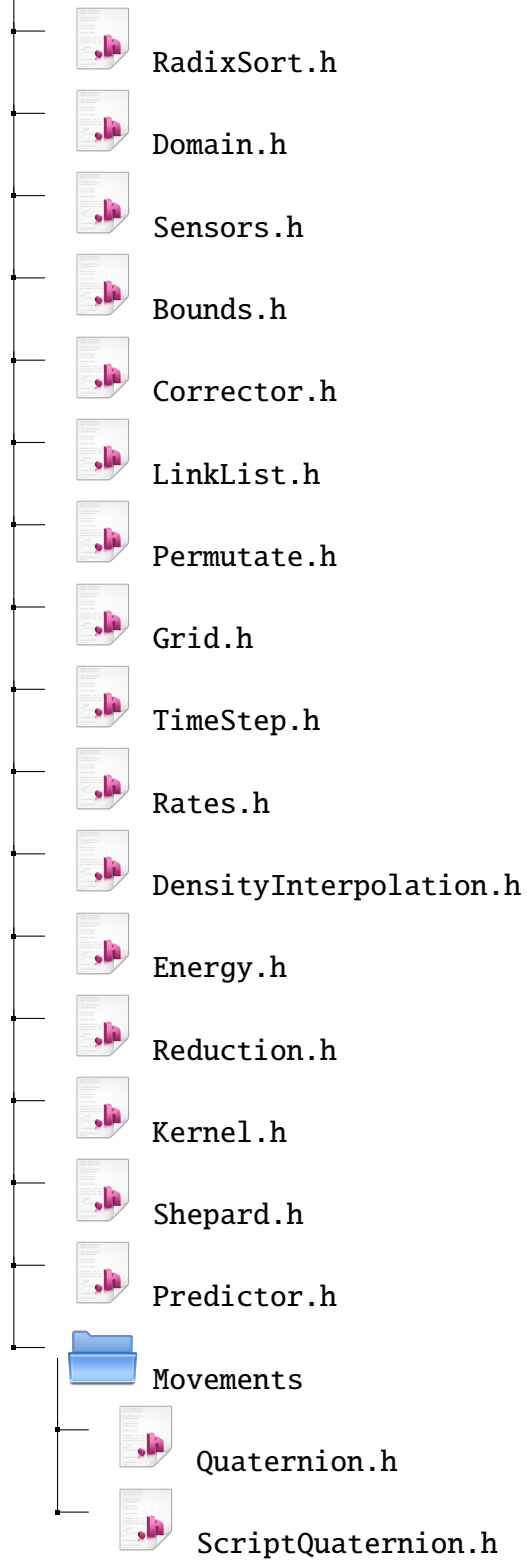 RadixSort.h
Domain.h
Sensors.h
Bounds.h
Corrector.h
LinkList.h
Permutate.h
Grid.h
TimeStep.h
Rates.h
DensityInterpolation.h
Energy.h
Reduction.h
Kernel.h
Shepard.h
Predictor.h
Movements
Quaternion.h
ScriptQuaternion.h